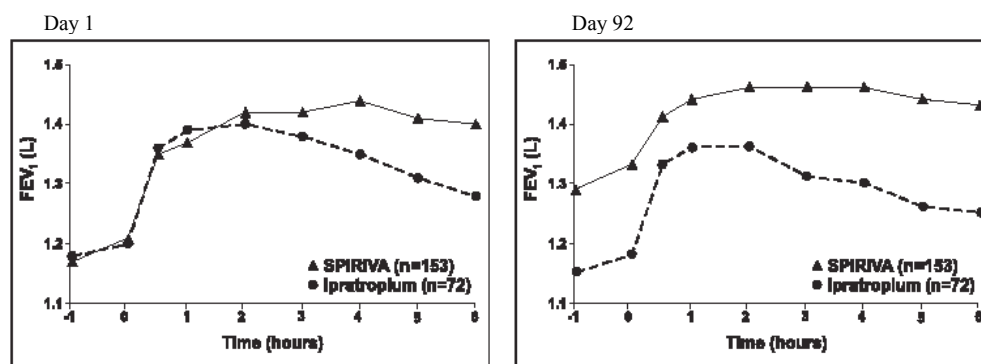 Day 1
1.5
1.4
1.3
1.2
1.1
FEV1 (L)
-1 0 1 2 3 4 5 6
Time (hours)
▲ SPIRIVA (n=153)
● Ipratropium (n=72)
Day 92
1.5
1.4
1.3
1.2
1.1
FEV1 (L)
-1 0 1 2 3 4 5 6
Time (hours)
▲ SPIRIVA (n=153)
● Ipratropium (n=72)